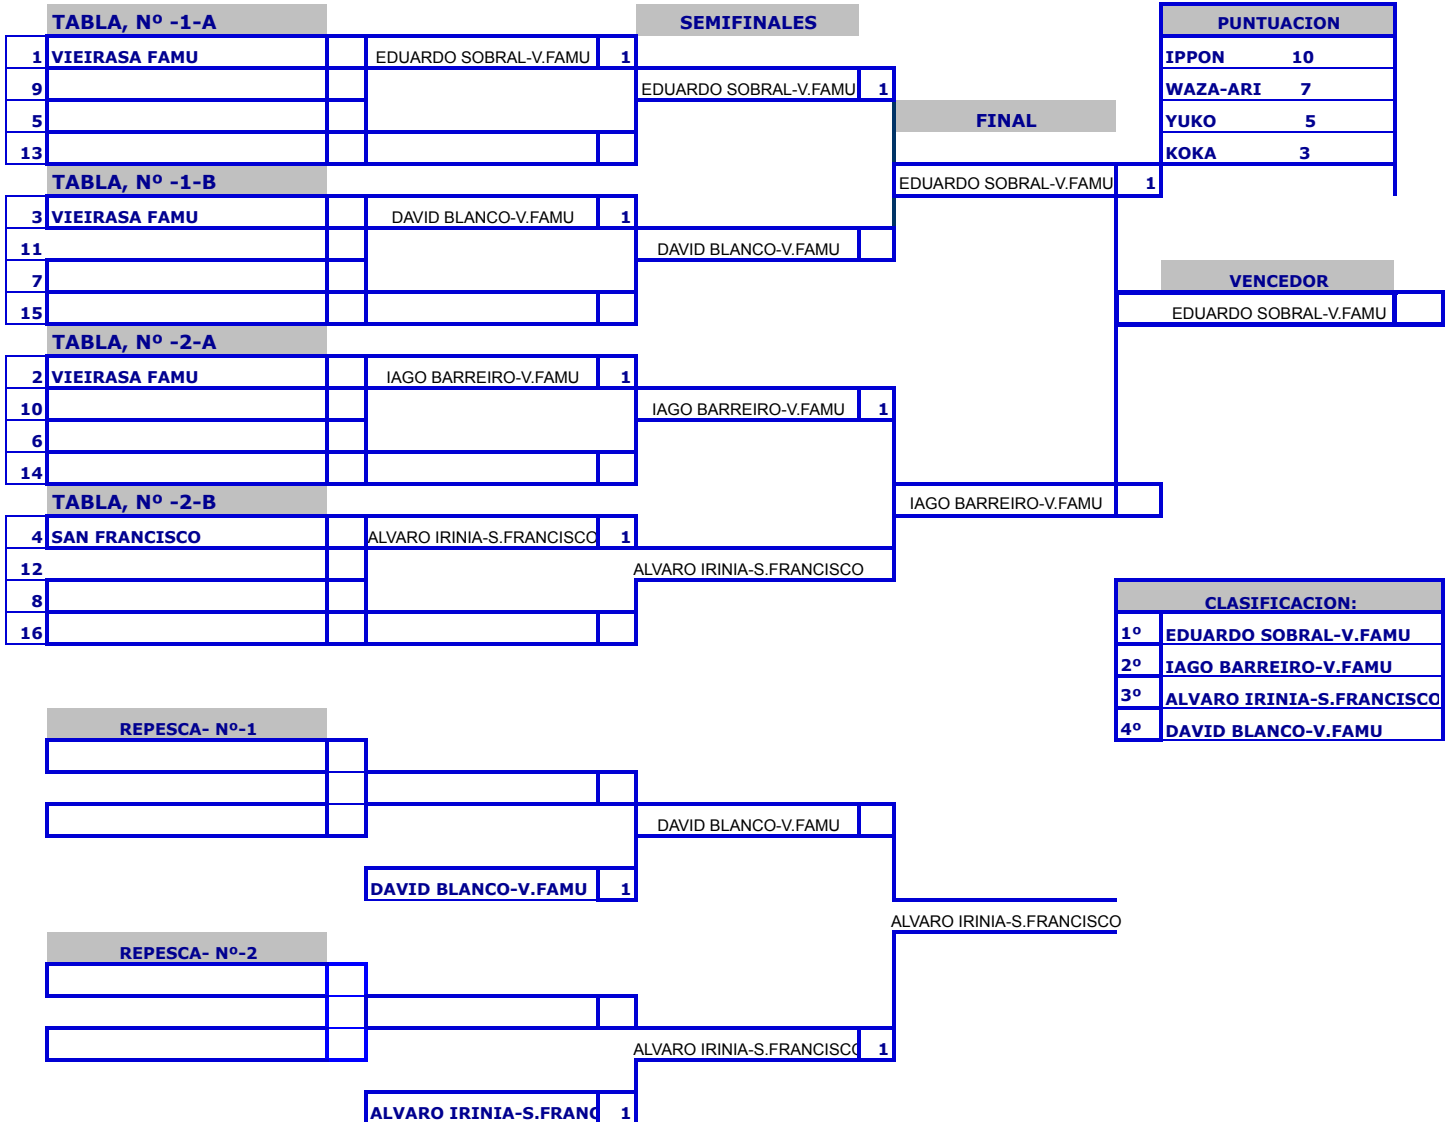 TABLA, Nº -1-A
SEMIFINALES
PUNTUACION
1 VIEIRASA FAMU EDUARDO SOBRAL-V.FAMU 1
IPPON 10
9 EDUARDO SOBRAL-V.FAMU 1
WAZA-ARI 7
5 FINAL
YUKO 5
13
KOKA 3
TABLA, Nº -1-B
EDUARDO SOBRAL-V.FAMU 1
3 VIEIRASA FAMU DAVID BLANCO-V.FAMU 1
11 DAVID BLANCO-V.FAMU
7
VENCEDOR
15
EDUARDO SOBRAL-V.FAMU
TABLA, Nº -2-A
2 VIEIRASA FAMU IAGO BARREIRO-V.FAMU 1
10 IAGO BARREIRO-V.FAMU 1
6
14
TABLA, Nº -2-B
IAGO BARREIRO-V.FAMU
4 SAN FRANCISCO ALVARO IRINIA-S.FRANCISCO 1
12 ALVARO IRINIA-S.FRANCISCO
8
16
CLASIFICACION:
1º EDUARDO SOBRAL-V.FAMU
2º IAGO BARREIRO-V.FAMU
3º ALVARO IRINIA-S.FRANCISCO
4º DAVID BLANCO-V.FAMU
REPESCA- Nº-1
DAVID BLANCO-V.FAMU
DAVID BLANCO-V.FAMU 1
ALVARO IRINIA-S.FRANCISCO
REPESCA- Nº-2
ALVARO IRINIA-S.FRANCISCO 1
ALVARO IRINIA-S.FRANC 1